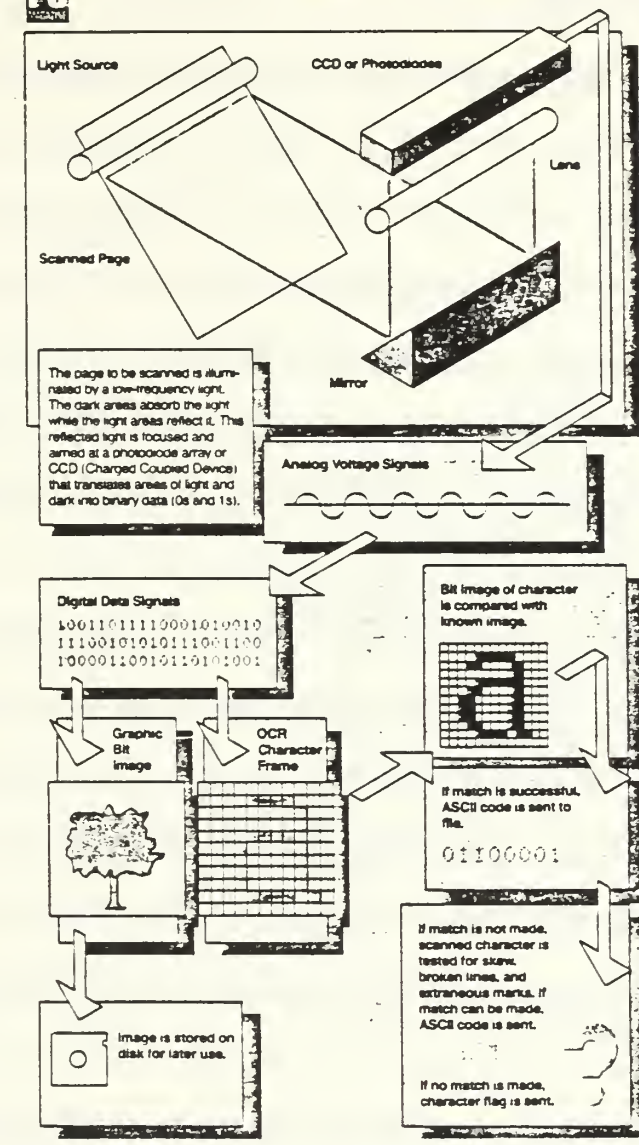 MAGAZINE
Light Source
CCD or Photodiodes
Lens
Scanned Page
Mirror
The page to be scanned is illumi-
nated by a low-frequency light.
The dark areas absorb the light
while the light areas reflect it. This
reflected light is focused and
aimed at a photodiode array or
CCD (Charged Coupled Device)
that translates areas of light and
dark into binary data (0s and 1s).
Analog Voltage Signals
Digital Data Signals
10011011110001010010
11100101010111001100
10000110010110101001
Graphic
Bit
Image
OCR
Character
Frame
Image is stored on
disk for later use.
Bit Image of character
is compared with
known image.
a
If match is successful,
ASCII code is sent to
file.
01100001
If match is not made,
scanned character is
tested for skew,
broken lines, and
extraneous marks. If
match can be made,
ASCII code is sent.
If no match is made,
character flag is sent.